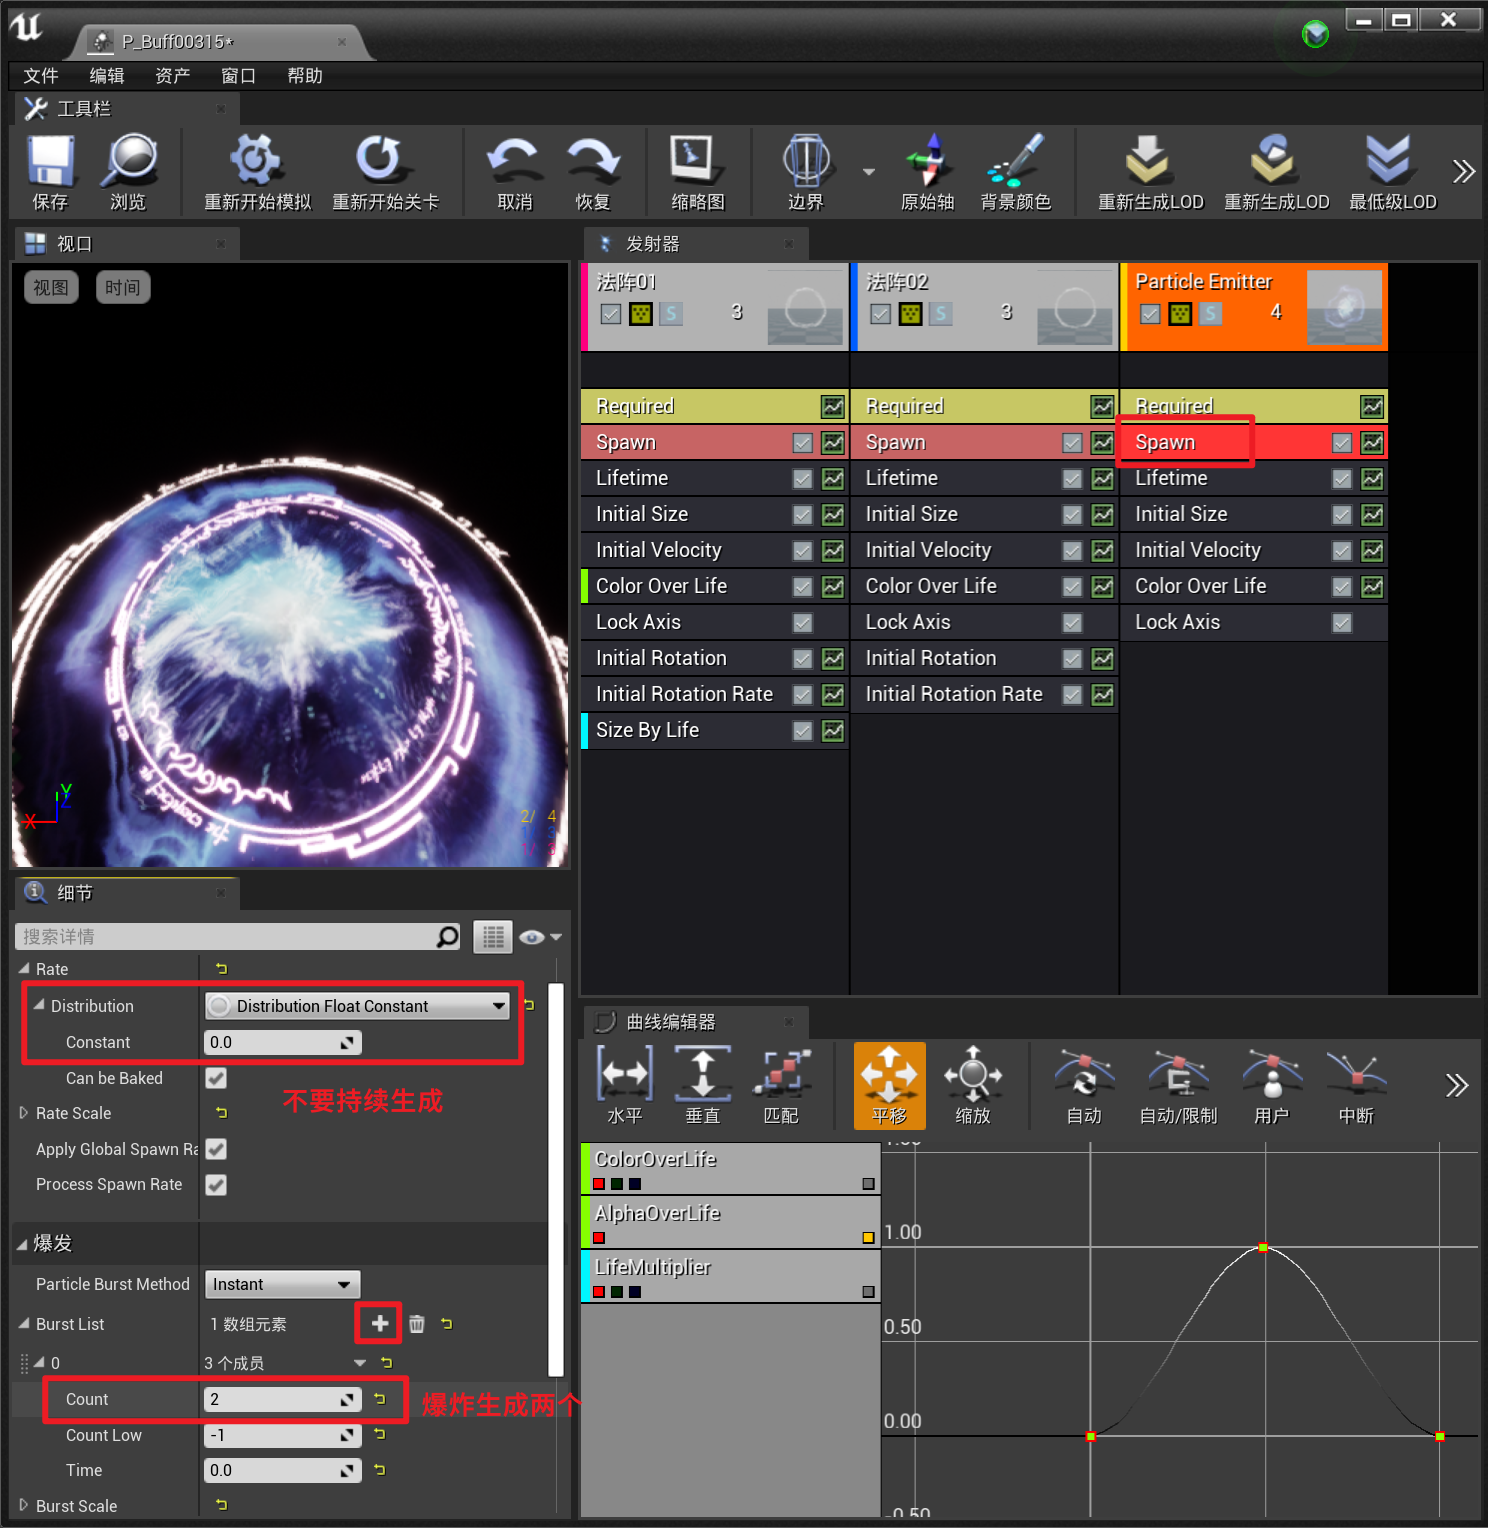 P_Buff00315*
文件 编辑 资产 窗口 帮助
工具栏
保存 浏览 重新开始模拟 重新开始关卡 取消 恢复 缩略图 边界 原始轴 背景颜色 重新生成LOD 重新生成LOD 最低级LOD
视口
视图 时间
X
Y
Z
2/ 4
1/ 3
1/ 3
发射器
法阵01
S 3
法阵02
S 3
Particle Emitter
S 4
Required Required Required
Spawn Spawn Spawn
Lifetime Lifetime Lifetime
Initial Size Initial Size Initial Size
Initial Velocity Initial Velocity Initial Velocity
Color Over Life Color Over Life Color Over Life
Lock Axis Lock Axis Lock Axis
Initial Rotation Initial Rotation
Initial Rotation Rate Initial Rotation Rate
Size By Life
细节
搜索详情
Rate
Distribution Distribution Float Constant
Constant 0.0
Can be Baked
不要持续生成
Rate Scale
Apply Global Spawn Ra
Process Spawn Rate
爆发
Particle Burst Method Instant
Burst List 1 数组元素
0 3 个成员
Count 2
爆炸生成两个
Count Low -1
Time 0.0
Burst Scale
曲线编辑器
水平 垂直 匹配 平移 缩放 自动 自动/限制 用户 中断
ColorOverLife
AlphaOverLife
LifeMultiplier
1.00
0.50
0.00
-0.50